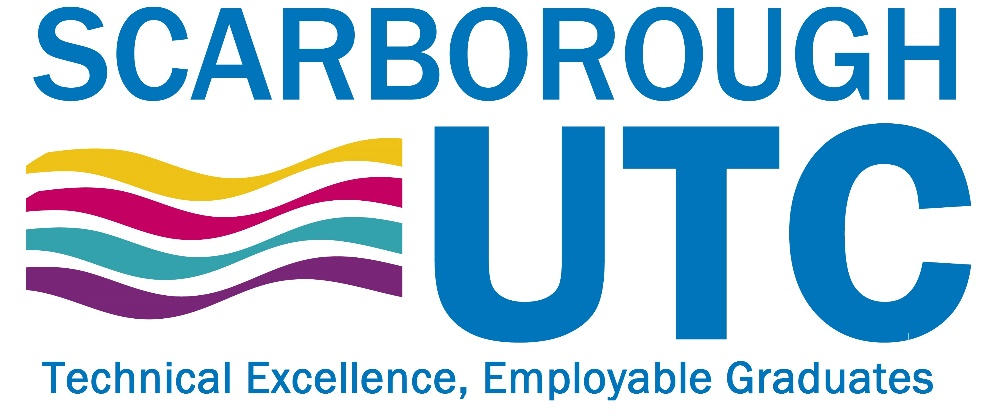 SCARBOROUGH
UTC
Technical Excellence, Employable Graduates